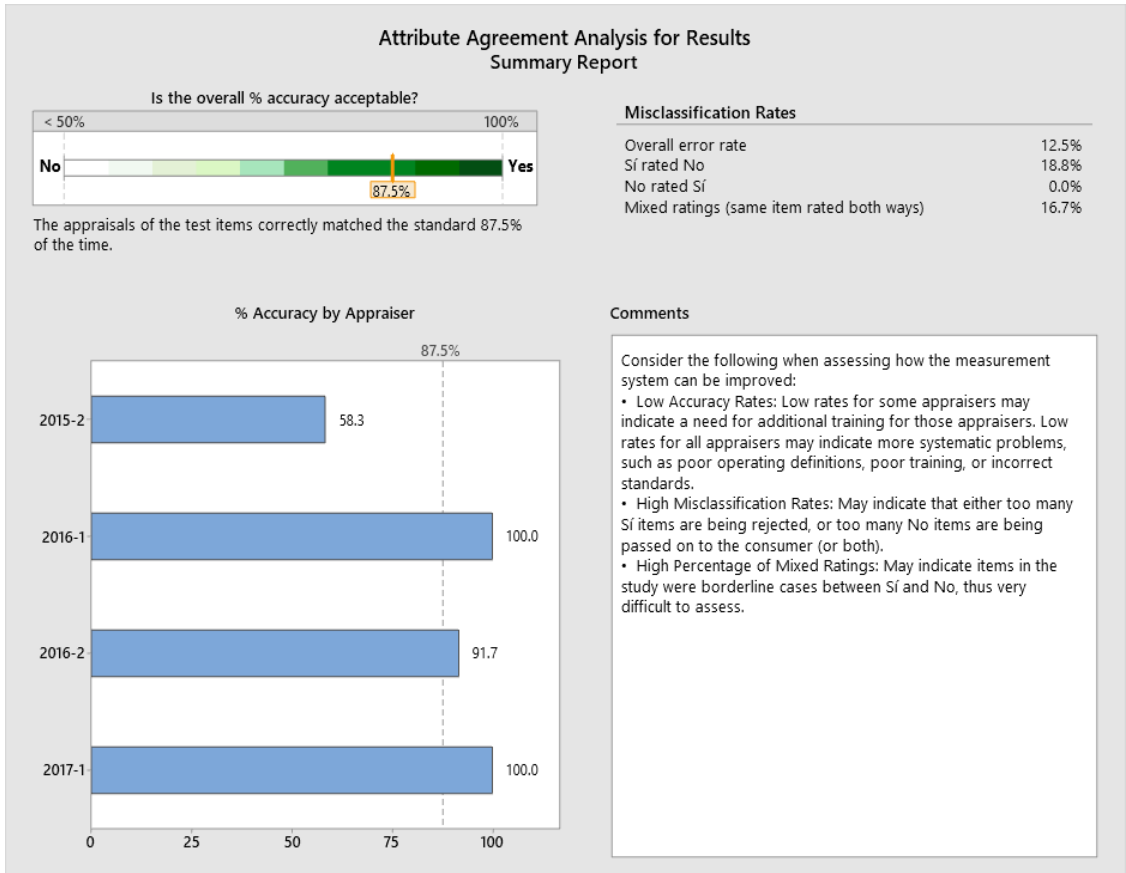 Attribute Agreement Analysis for Results
Summary Report
Is the overall % accuracy acceptable?
< 50%
100%
No
Yes
87.5%
The appraisals of the test items correctly matched the standard 87.5%
of the time.
Misclassification Rates
Overall error rate 12.5%
Sí rated No 18.8%
No rated Sí 0.0%
Mixed ratings (same item rated both ways) 16.7%
% Accuracy by Appraiser
87.5%
2015-2 58.3
2016-1 100.0
2016-2 91.7
2017-1 100.0
0 25 50 75 100
Comments
Consider the following when assessing how the measurement
system can be improved:
• Low Accuracy Rates: Low rates for some appraisers may
indicate a need for additional training for those appraisers. Low
rates for all appraisers may indicate more systematic problems,
such as poor operating definitions, poor training, or incorrect
standards.
• High Misclassification Rates: May indicate that either too many
Sí items are being rejected, or too many No items are being
passed on to the consumer (or both).
• High Percentage of Mixed Ratings: May indicate items in the
study were borderline cases between Sí and No, thus very
difficult to assess.